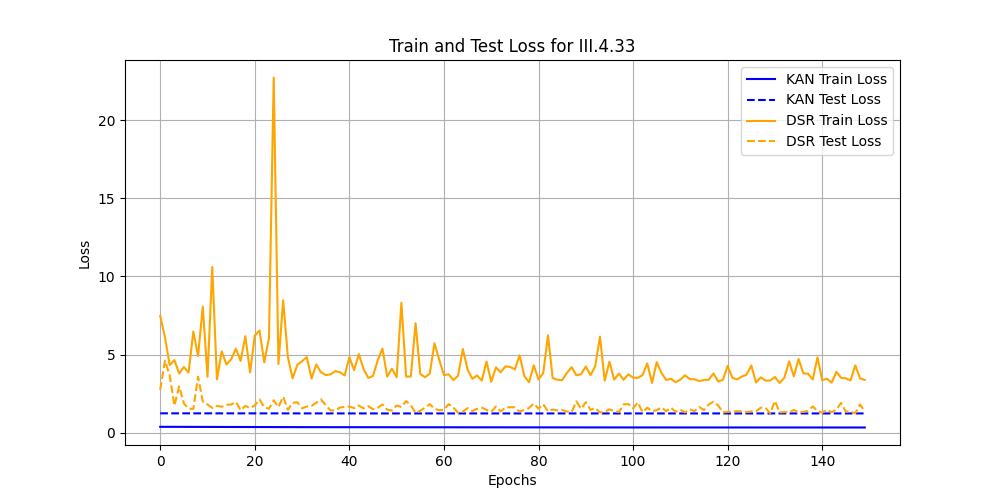 Train and Test Loss for III.4.33
KAN Train Loss
KAN Test Loss
DSR Train Loss
DSR Test Loss
Loss
20
15
10
5
0
0 20 40 60 80 100 120 140
Epochs